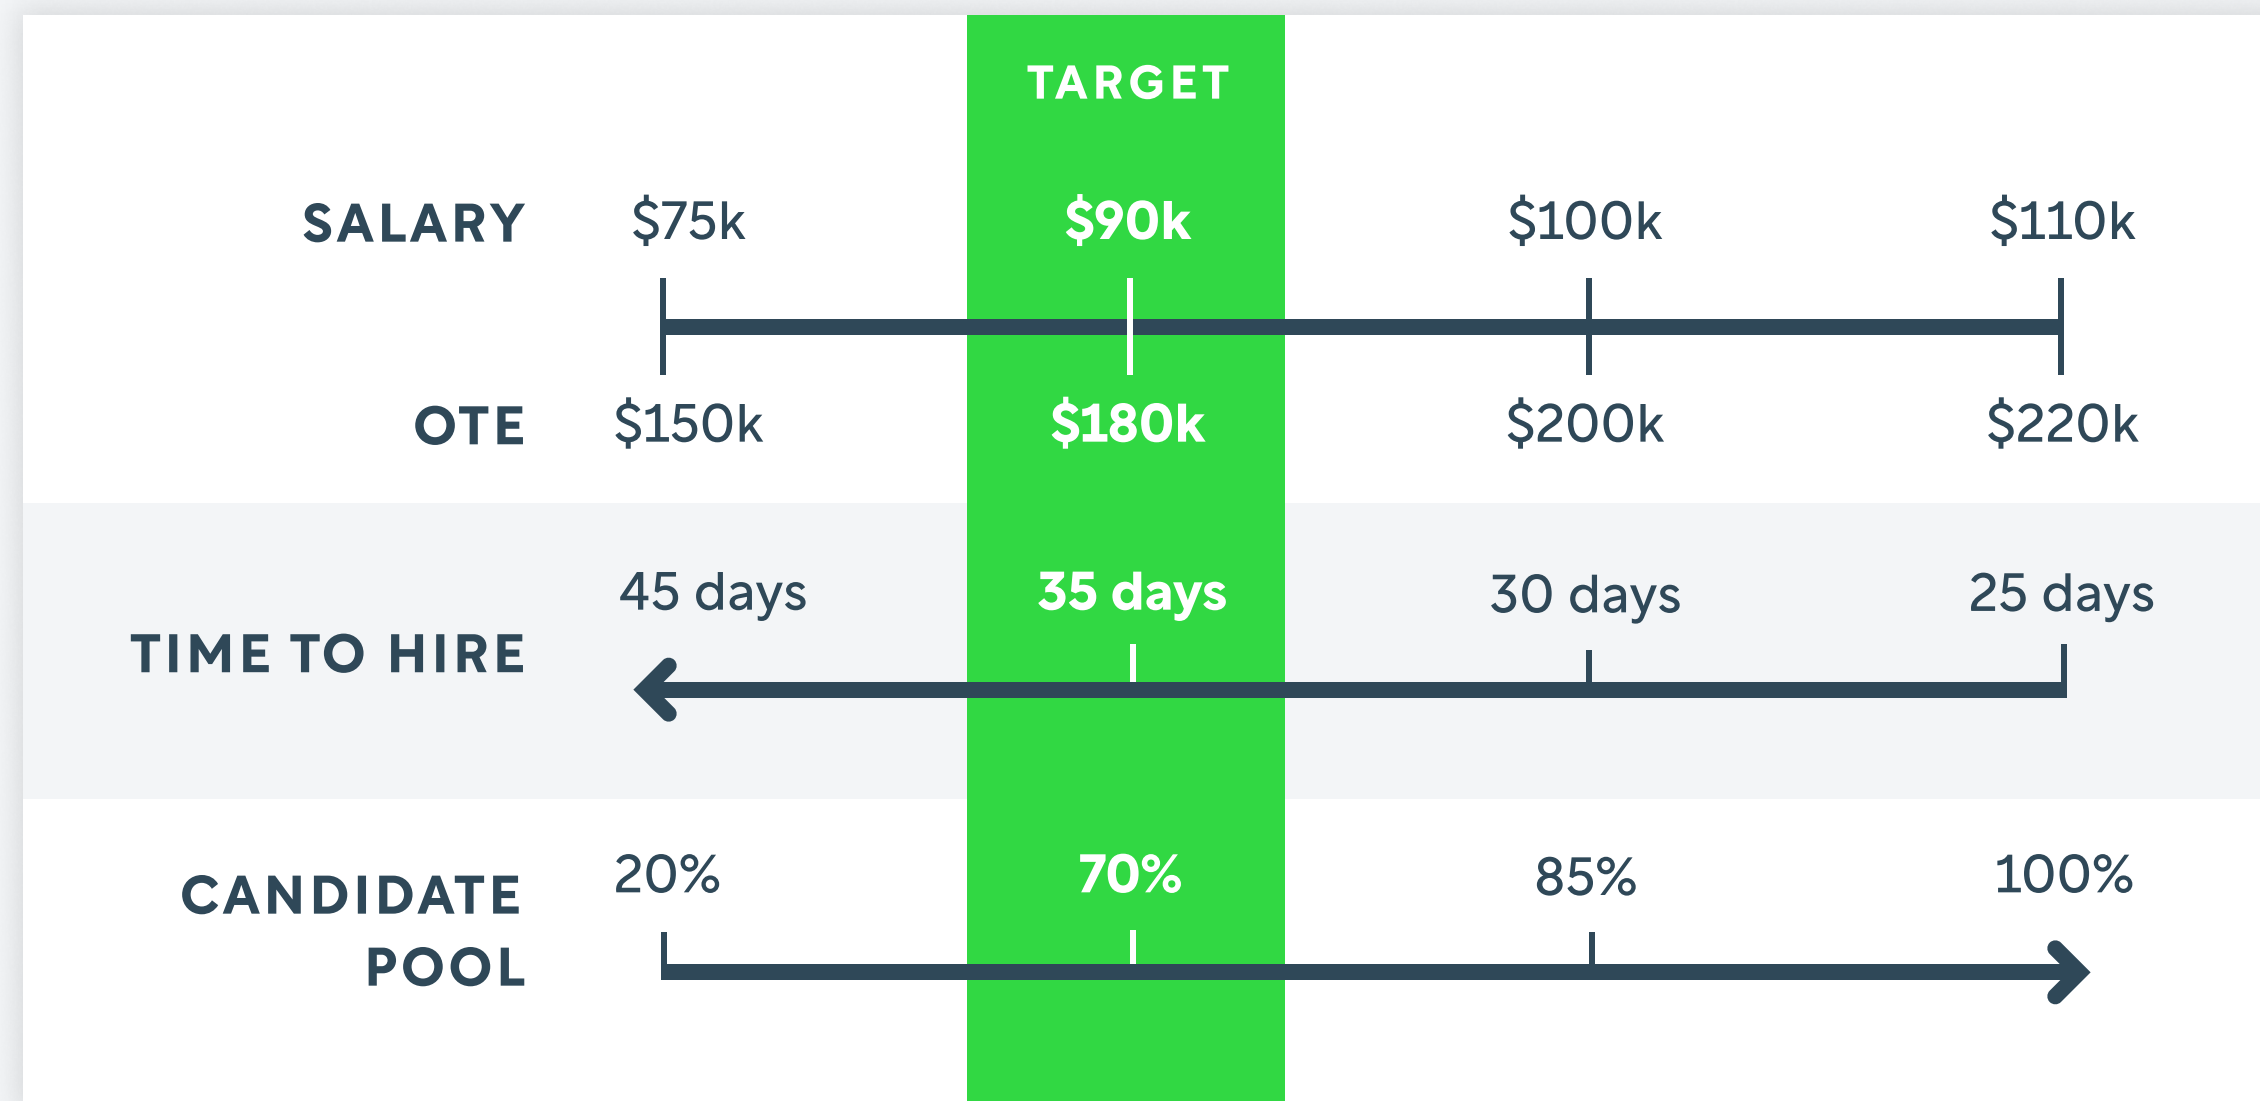 TARGET
SALARY $75k $90k $100k $110k
OTE $150k $180k $200k $220k
45 days 35 days 30 days 25 days
TIME TO HIRE
20% 70% 85% 100%
CANDIDATE
POOL